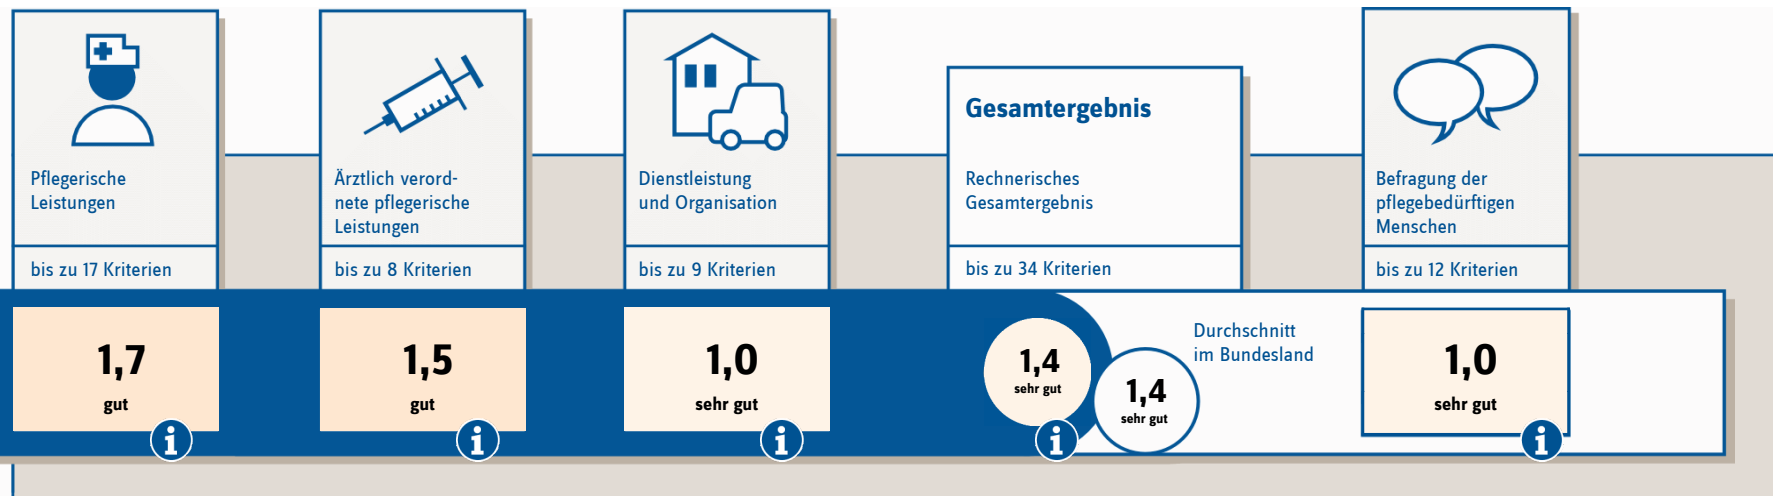 Pflegerische
Leistungen
bis zu 17 Kriterien
1,7
gut
Ärztlich verord-
nete pflegerische
Leistungen
bis zu 8 Kriterien
1,5
gut
Dienstleistung
und Organisation
bis zu 9 Kriterien
1,0
sehr gut
Gesamtergebnis
Rechnerisches
Gesamtergebnis
bis zu 34 Kriterien
1,4
sehr gut
1,4
sehr gut
Durchschnitt
im Bundesland
Befragung der
pflegebedürftigen
Menschen
bis zu 12 Kriterien
1,0
sehr gut